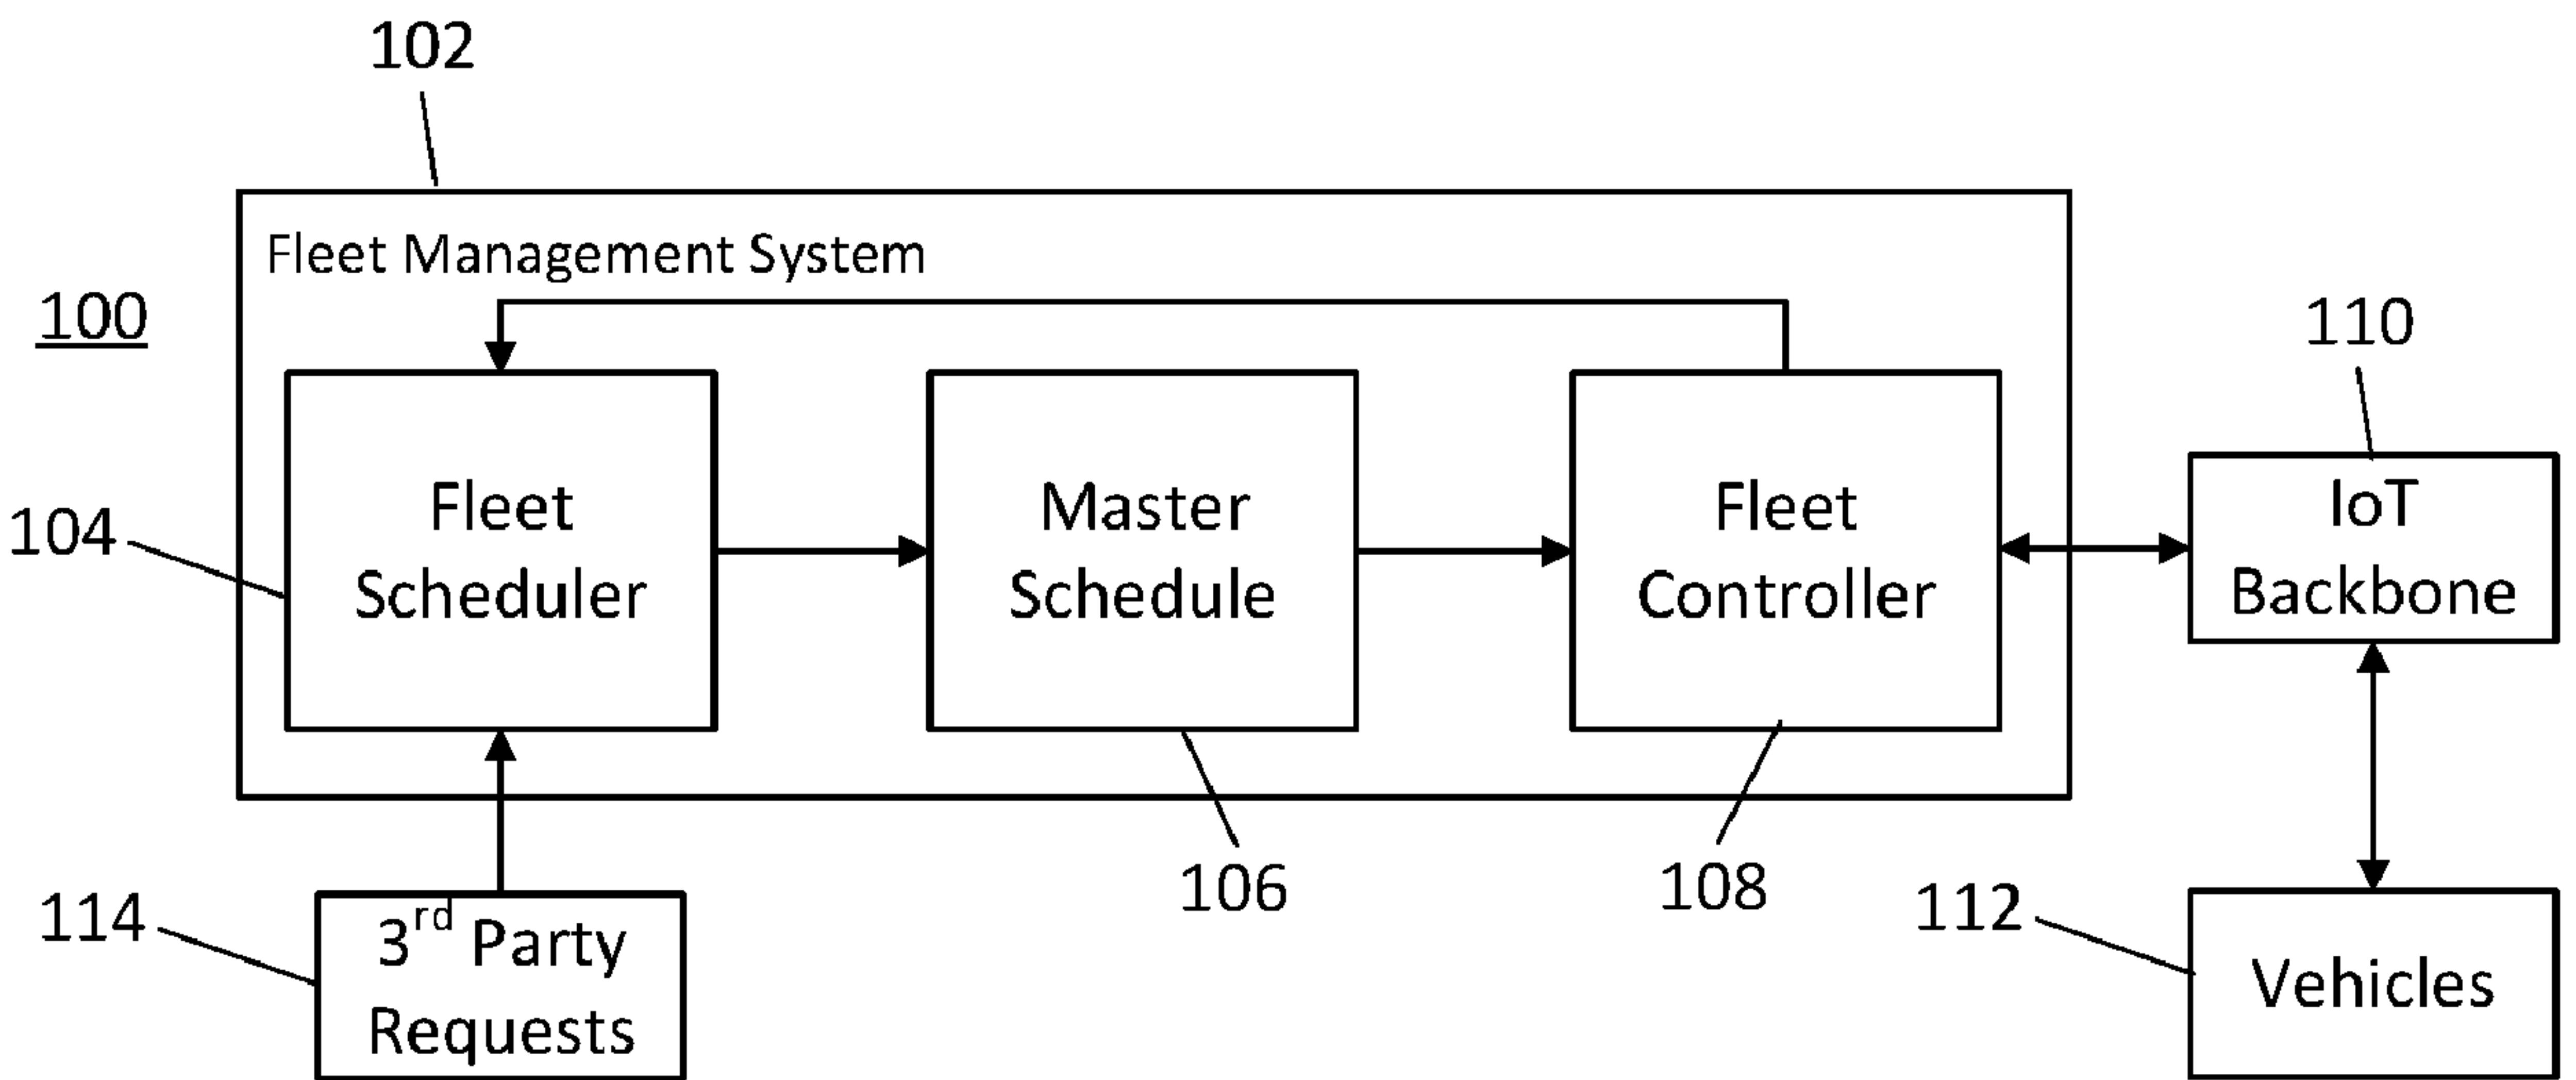 102
Fleet Management System
100
110
Fleet
Scheduler
Master
Schedule
Fleet
Controller
IoT
Backbone
104
106
108
114
3rd Party
Requests
112
Vehicles